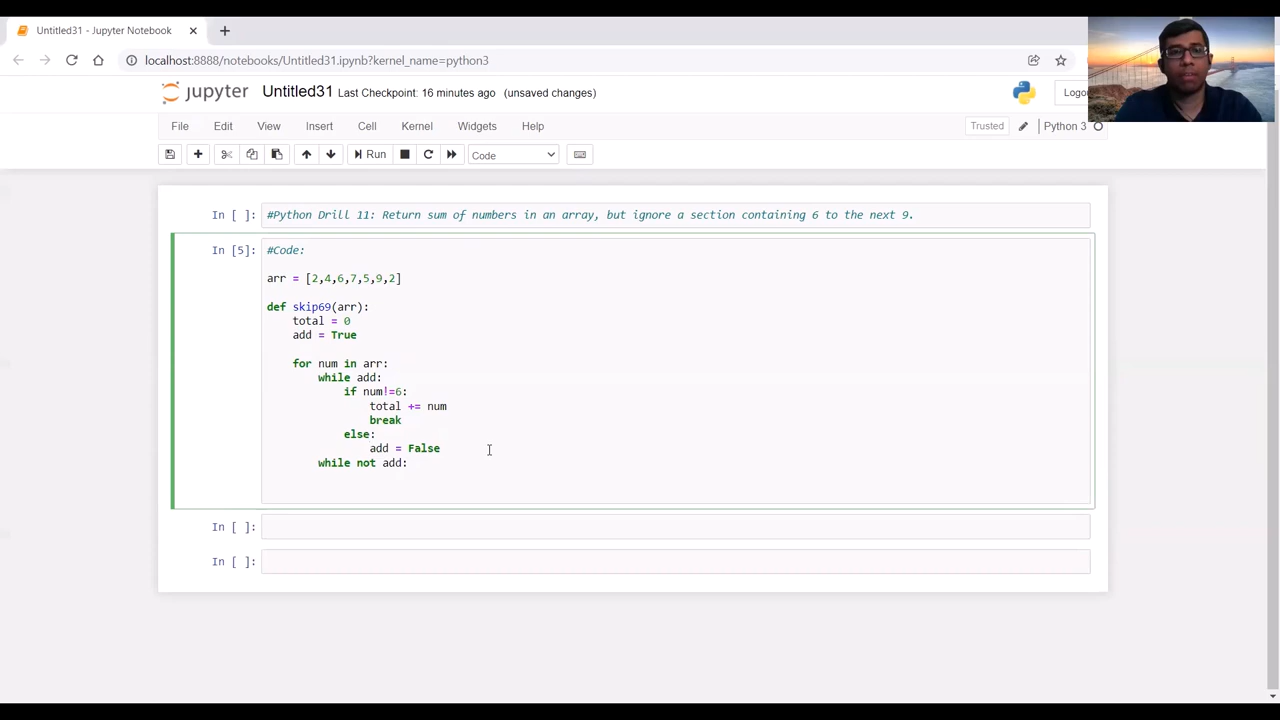 Untitled31 - Jupyter Notebook
localhost:8888/notebooks/Untitled31.ipynb?kernel_name=python3
jupyter Untitled31 Last Checkpoint: 16 minutes ago (unsaved changes)
File Edit View Insert Cell Kernel Widgets Help Trusted Python 3
Run Code
In [ ]: #Python Drill 11: Return sum of numbers in an array, but ignore a section containing 6 to the next 9.
In [5]: #Code:
arr = [2,4,6,7,5,9,2]
def skip69(arr):
total = 0
add = True
for num in arr:
while add:
if num!=6:
total += num
break
else:
add = False
while not add:
In [ ]:
In [ ]: